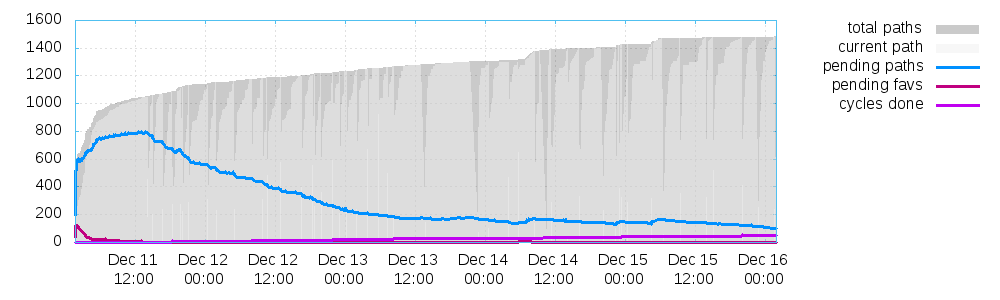 1600
1400
1200
1000
800
600
400
200
0
Dec 11 12:00
Dec 12 00:00
Dec 12 12:00
Dec 13 00:00
Dec 13 12:00
Dec 14 00:00
Dec 14 12:00
Dec 15 00:00
Dec 15 12:00
Dec 16 00:00
total paths
current path
pending paths
pending favs
cycles done